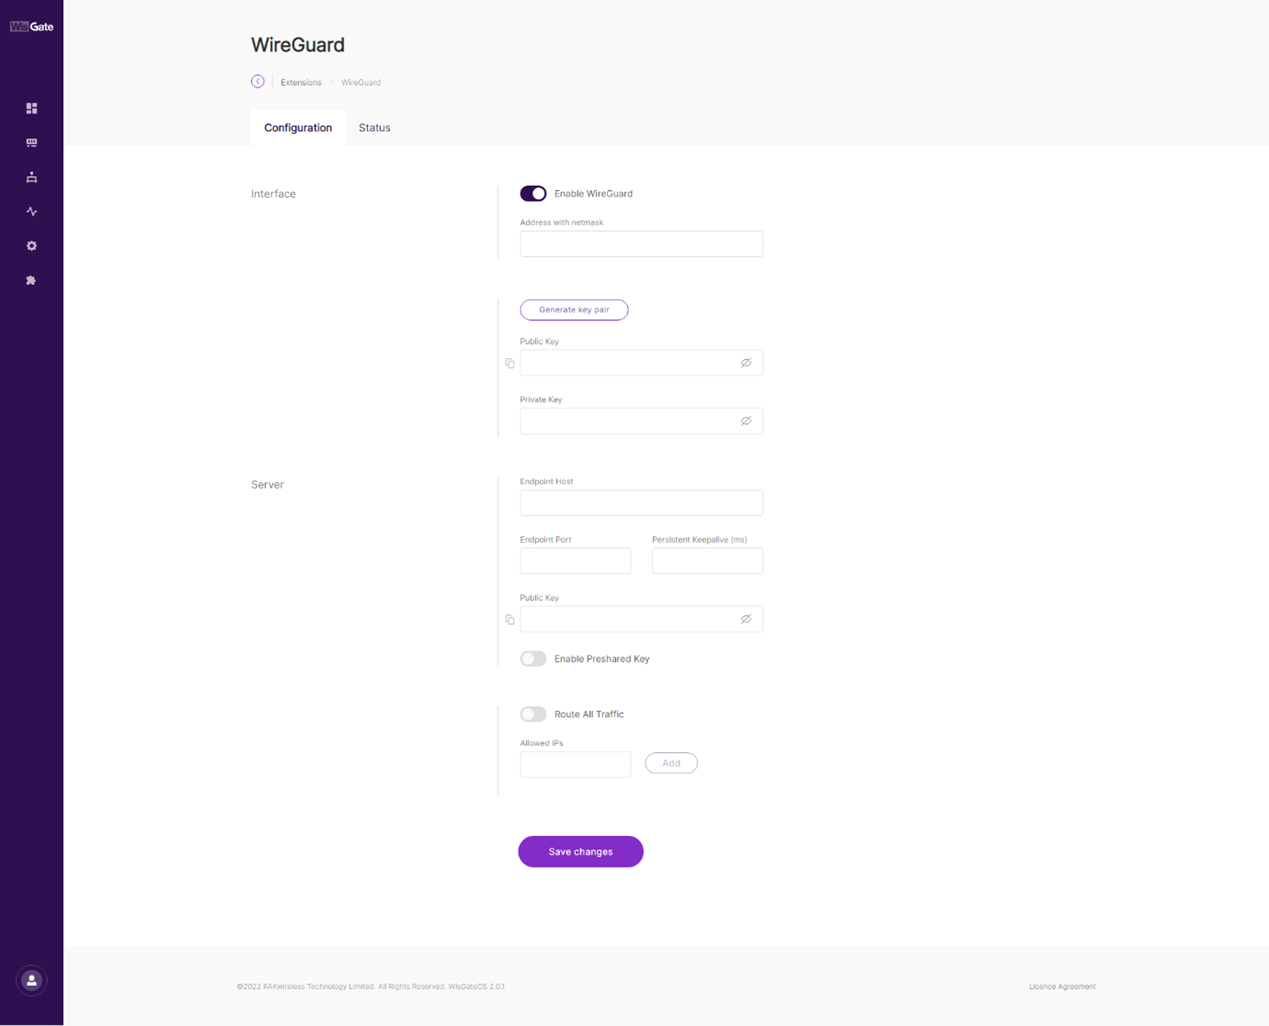 WisGate
WireGuard
Extensions > WireGuard
Configuration Status
Interface
Enable WireGuard
Address with netmask
Generate key pair
Public Key
Private Key
Server
Endpoint Host
Endpoint Port Persistent Keepalive (ms)
Public Key
Enable Preshared Key
Route All Traffic
Allowed IPs
Add
Save changes
©2022 RAKwireless Technology Limited. All Rights Reserved. WisGateOS 2.0.1 Licence Agreement